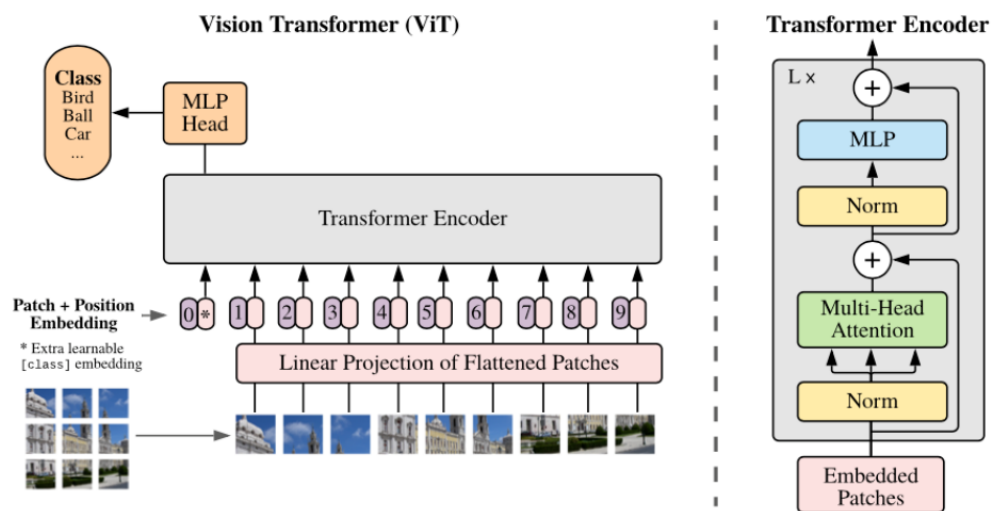 Vision Transformer (ViT)
Class
Bird
Ball
Car
...
MLP
Head
Transformer Encoder
Patch + Position
Embedding
* Extra learnable
[class] embedding
0 * 1 2 3 4 5 6 7 8 9
Linear Projection of Flattened Patches
Transformer Encoder
L ×
+
MLP
Norm
+
Multi-Head
Attention
Norm
Embedded
Patches